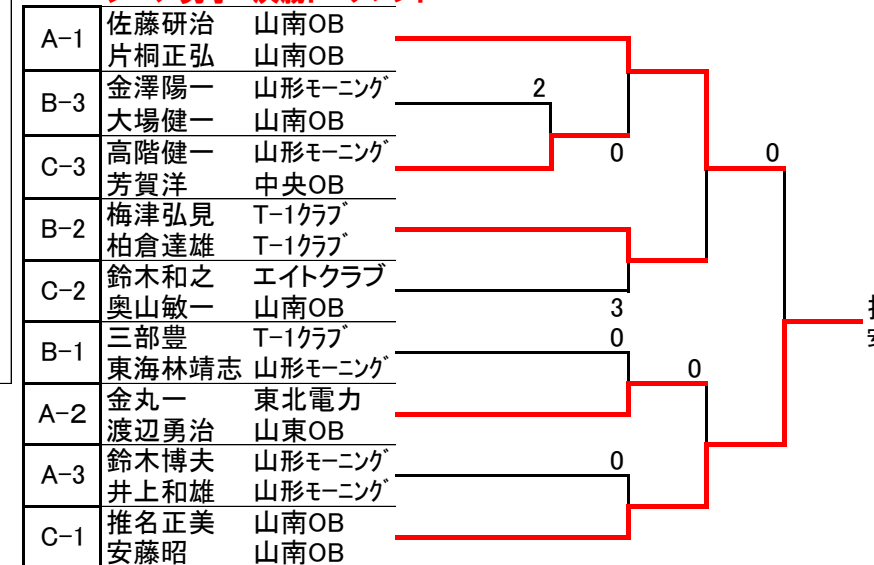 A-1 佐藤研治 山南OB
片桐正弘 山南OB
B-3 金澤陽一 山形モーニング
大場健一 山南OB
2
C-3 高階健一 山形モーニング
芳賀洋 中央OB
0
0
B-2 梅津弘見 T-1クラブ
柏倉達雄 T-1クラブ
C-2 鈴木和之 エイトクラブ
奥山敏一 山南OB
3
B-1 三部豊 T-1クラブ
東海林靖志 山形モーニング
0
0
A-2 金丸一 東北電力
渡辺勇治 山東OB
A-3 鈴木博夫 山形モーニング
井上和雄 山形モーニング
0
C-1 推名正美 山南OB
安藤昭 山南OB